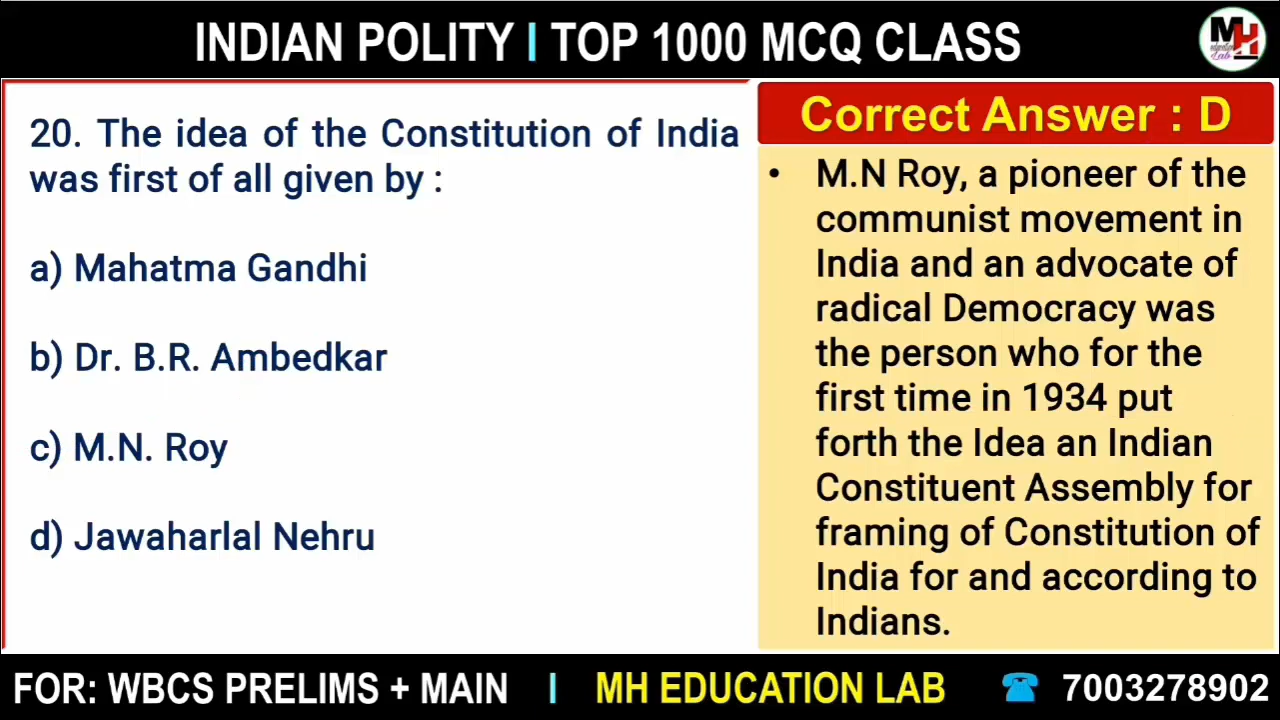 INDIAN POLITY I TOP 1000 MCQ CLASS
MH
education
Lab
20. The idea of the Constitution of India
was first of all given by :
a) Mahatma Gandhi
b) Dr. B.R. Ambedkar
c) M.N. Roy
d) Jawaharlal Nehru
Correct Answer : D
• M.N Roy, a pioneer of the
communist movement in
India and an advocate of
radical Democracy was
the person who for the
first time in 1934 put
forth the Idea an Indian
Constituent Assembly for
framing of Constitution of
India for and according to
Indians.
FOR: WBCS PRELIMS + MAIN I MH EDUCATION LAB ☎ 7003278902